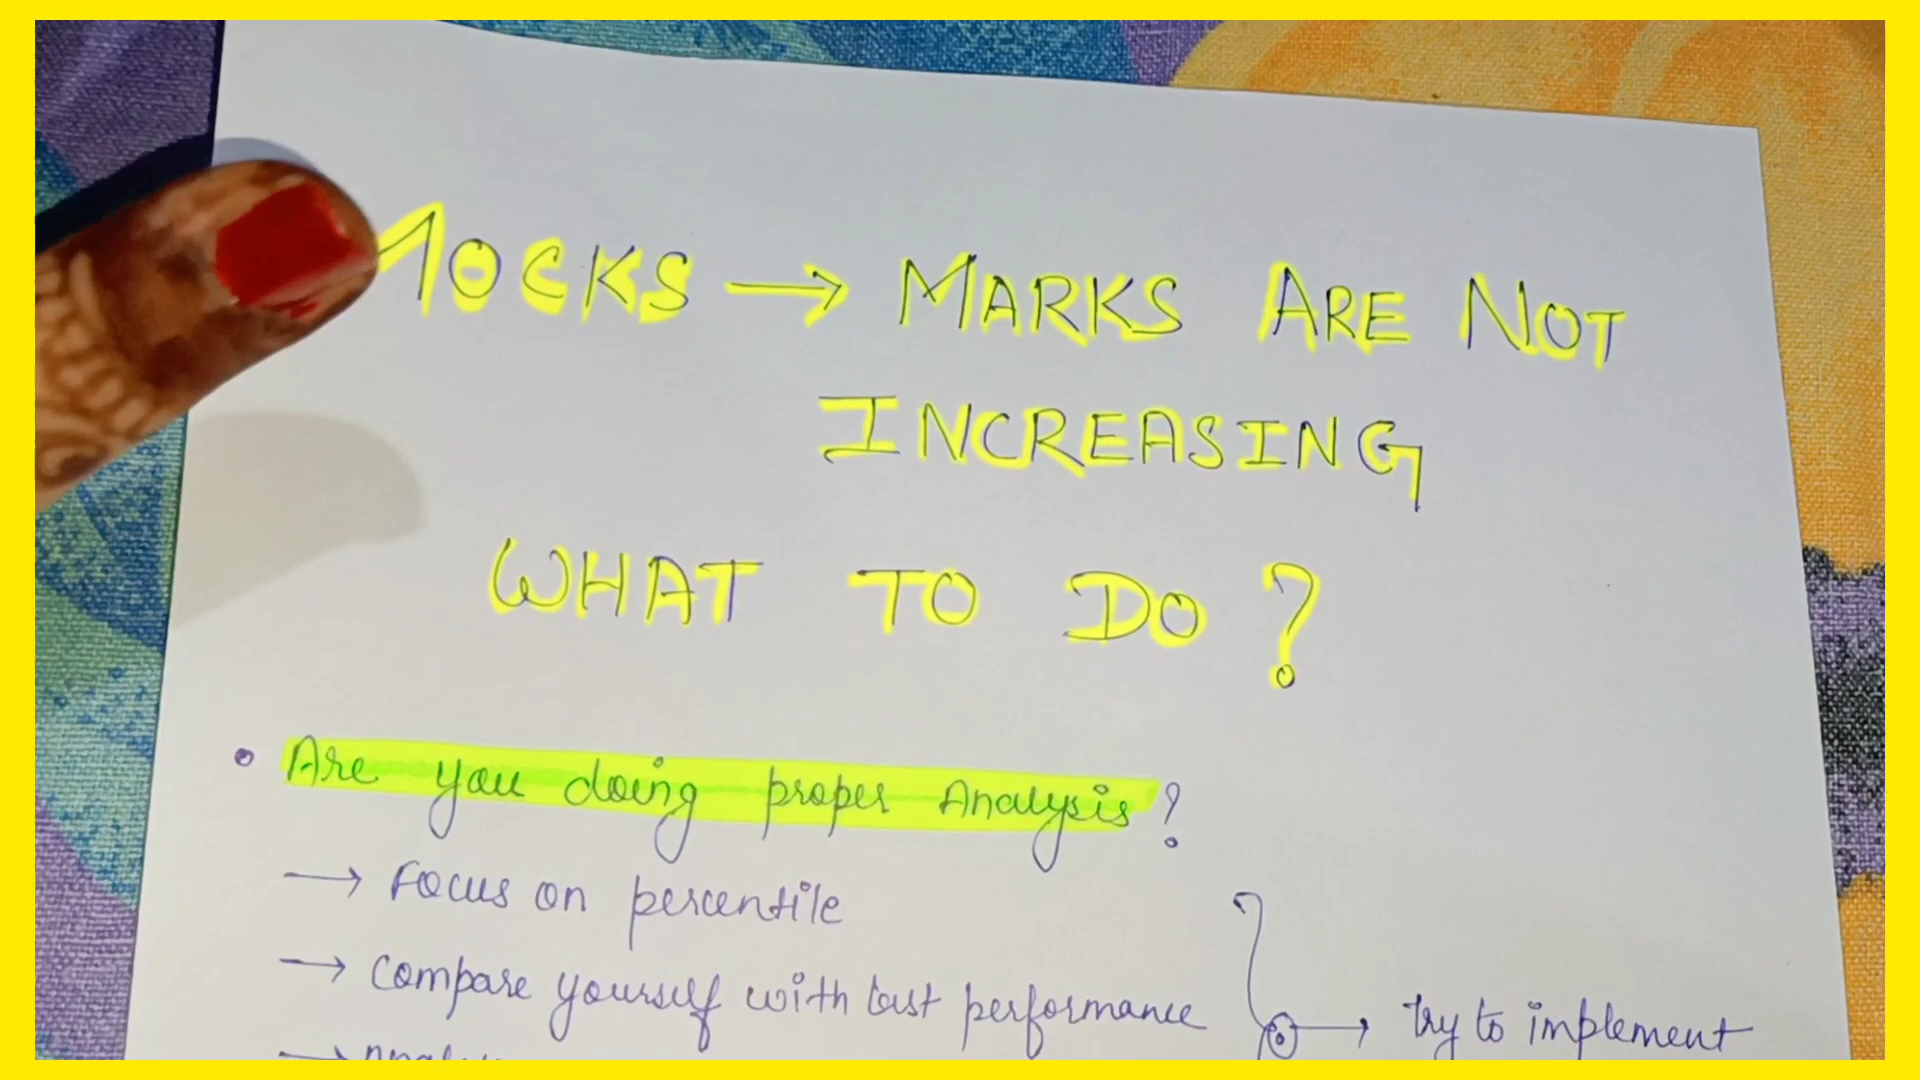 MOCKS → MARKS ARE NOT
INCREASING
WHAT TO DO ?
• Are you doing proper Analysis ?
→ Focus on percentile
→ Compare yourself with last performance
→ try to implement